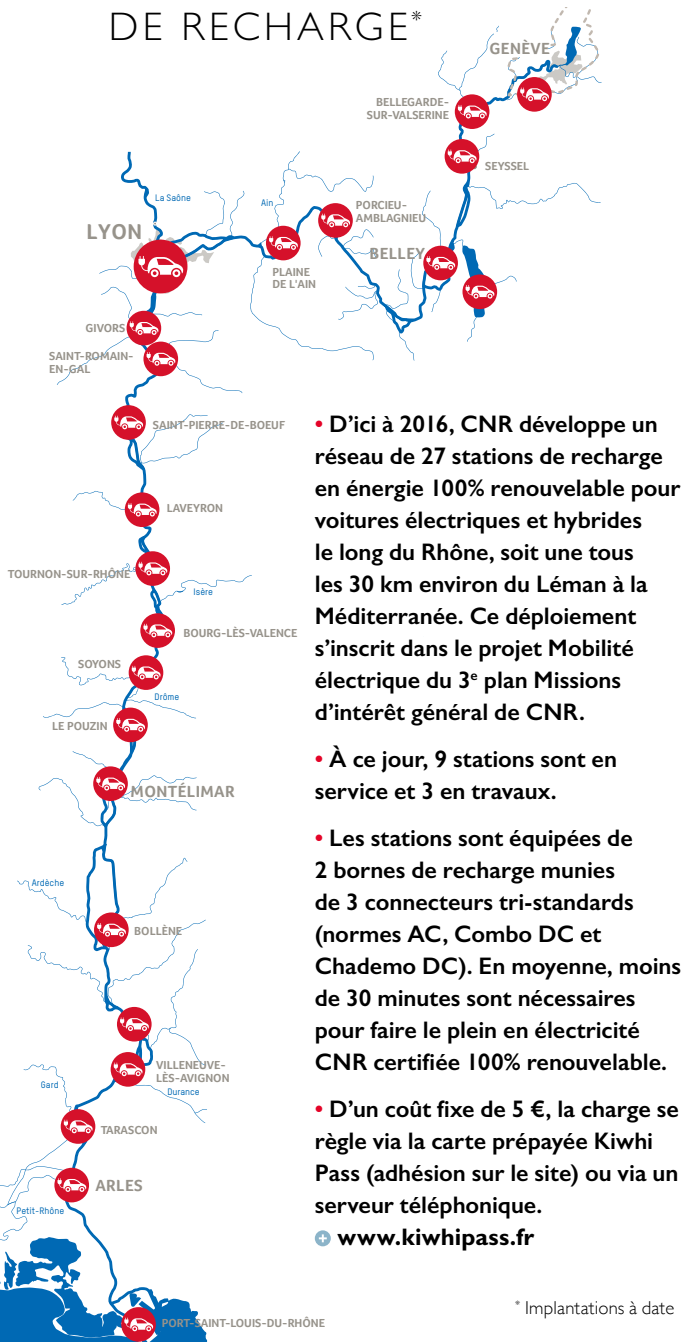 DE RECHARGE*
GENÈVE
BELLEGARDE-
SUR-VALSERINE
SEYSSEL
La Saône
Ain
PORCIEU-
AMBLAGNIEU
LYON
BELLEY
PLAINE
DE L'AIN
GIVORS
SAINT-ROMAIN-
EN-GAL
SAINT-PIERRE-DE-BOEUF
LAVEYRON
TOURNON-SUR-RHÔNE
Isère
BOURG-LÈS-VALENCE
SOYONS
Drôme
LE POUZIN
MONTÉLIMAR
Ardèche
BOLLÈNE
VILLENEUVE-
LÈS-AVIGNON
Gard
Durance
TARASCON
ARLES
Petit-Rhône
PORT-SAINT-LOUIS-DU-RHÔNE
• D'ici à 2016, CNR développe un
réseau de 27 stations de recharge
en énergie 100% renouvelable pour
voitures électriques et hybrides
le long du Rhône, soit une tous
les 30 km environ du Léman à la
Méditerranée. Ce déploiement
s'inscrit dans le projet Mobilité
électrique du 3e plan Missions
d'intérêt général de CNR.
• À ce jour, 9 stations sont en
service et 3 en travaux.
• Les stations sont équipées de
2 bornes de recharge munies
de 3 connecteurs tri-standards
(normes AC, Combo DC et
Chademo DC). En moyenne, moins
de 30 minutes sont nécessaires
pour faire le plein en électricité
CNR certifiée 100% renouvelable.
• D'un coût fixe de 5 €, la charge se
règle via la carte prépayée Kiwhi
Pass (adhésion sur le site) ou via un
serveur téléphonique.
www.kiwhipass.fr
* Implantations à date